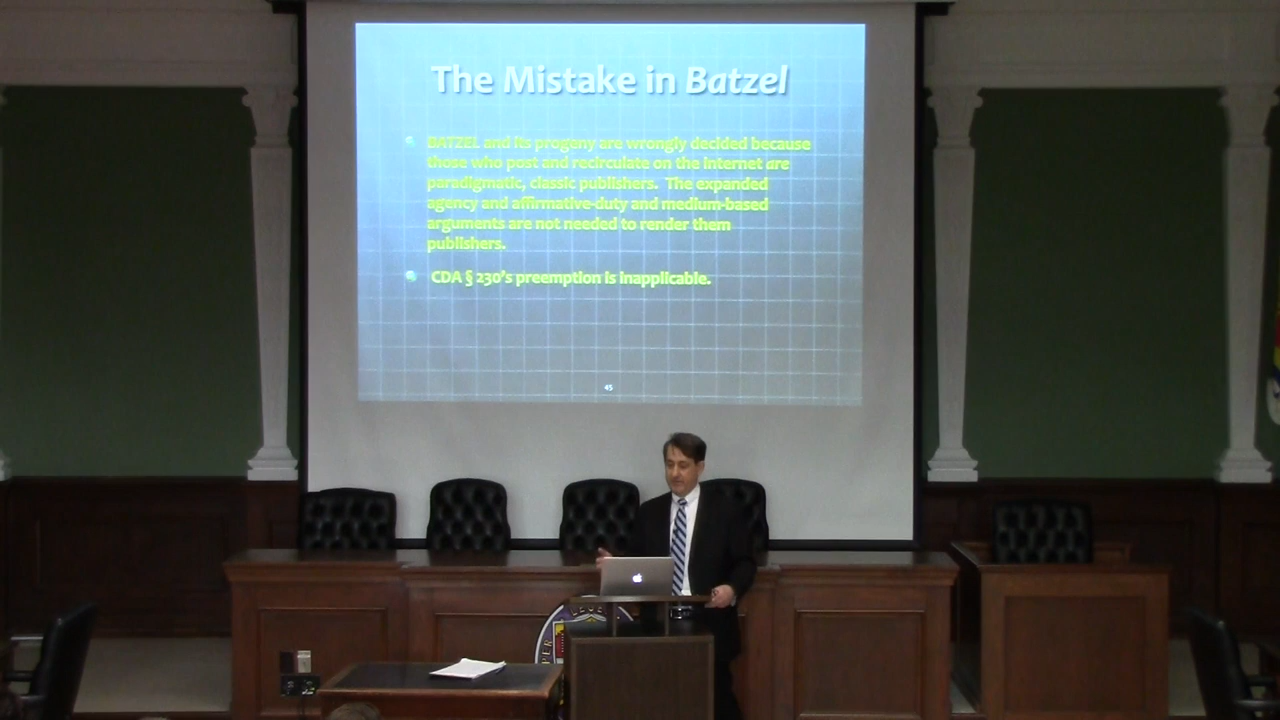 The Mistake in Batzel
BATZEL and its progeny are wrongly decided because
those who post and recirculate on the Internet are
paradigmatic, classic publishers. The expanded
agency and affirmative-duty and medium-based
arguments are not needed to render them
publishers.
CDA § 230's preemption is inapplicable.
45